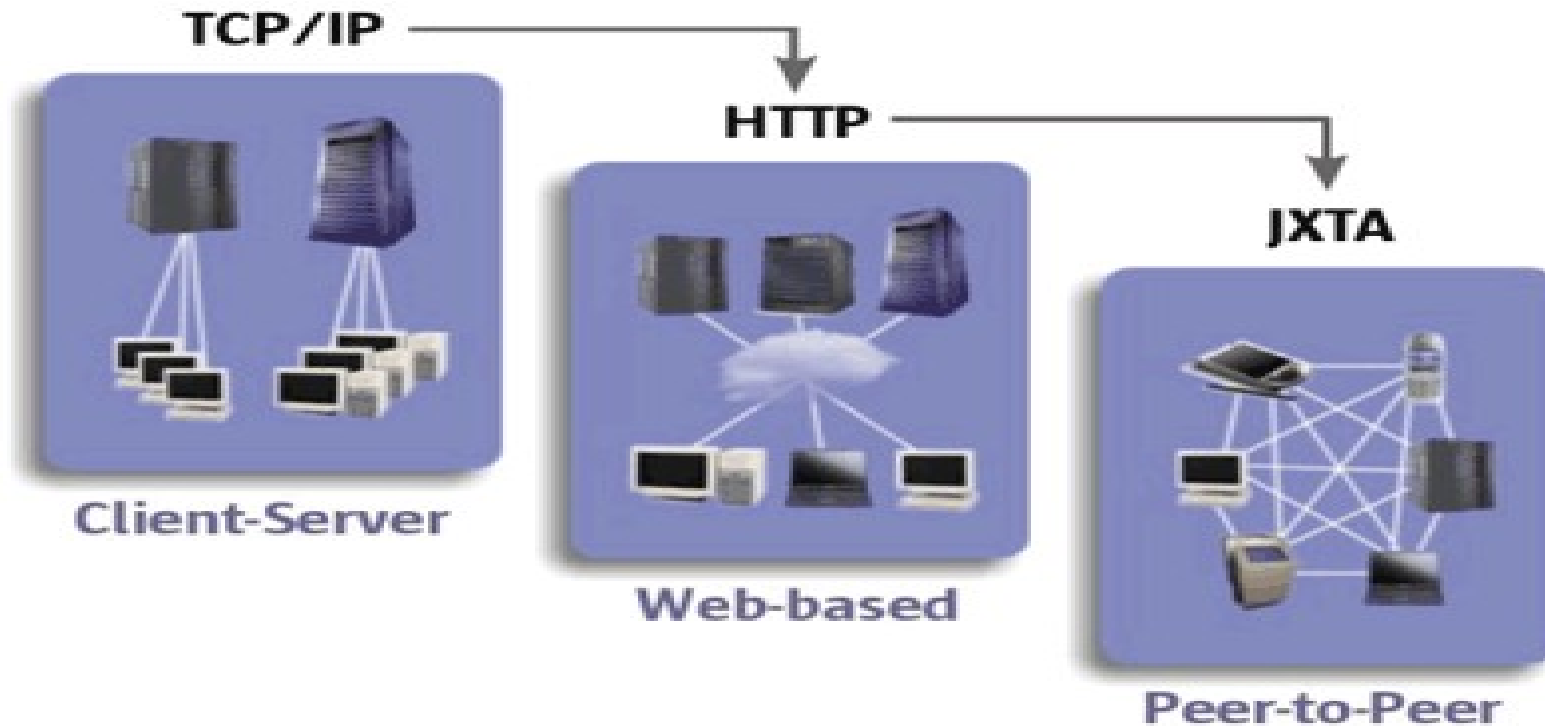 TCP/IP
HTTP
JXTA
Client-Server
Web-based
Peer-to-Peer